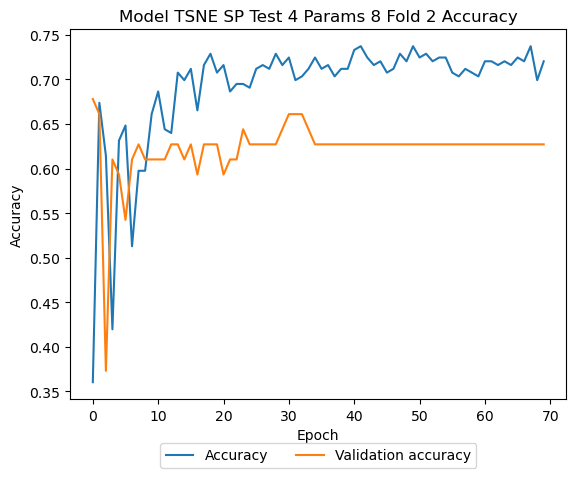 Model TSNE SP Test 4 Params 8 Fold 2 Accuracy
0.75
0.70
0.65
0.60
0.55
0.50
0.45
0.40
0.35
Accuracy
0 10 20 30 40 50 60 70
Epoch
Accuracy Validation accuracy